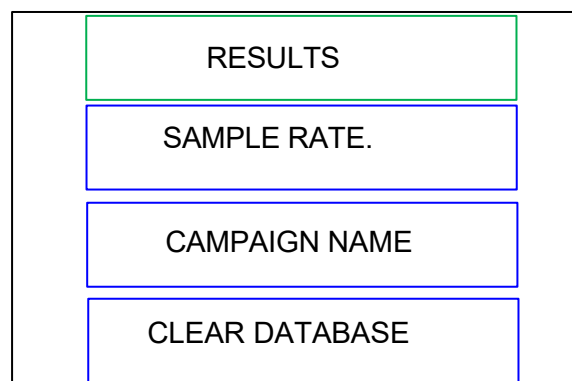 RESULTS
SAMPLE RATE.
CAMPAIGN NAME
CLEAR DATABASE